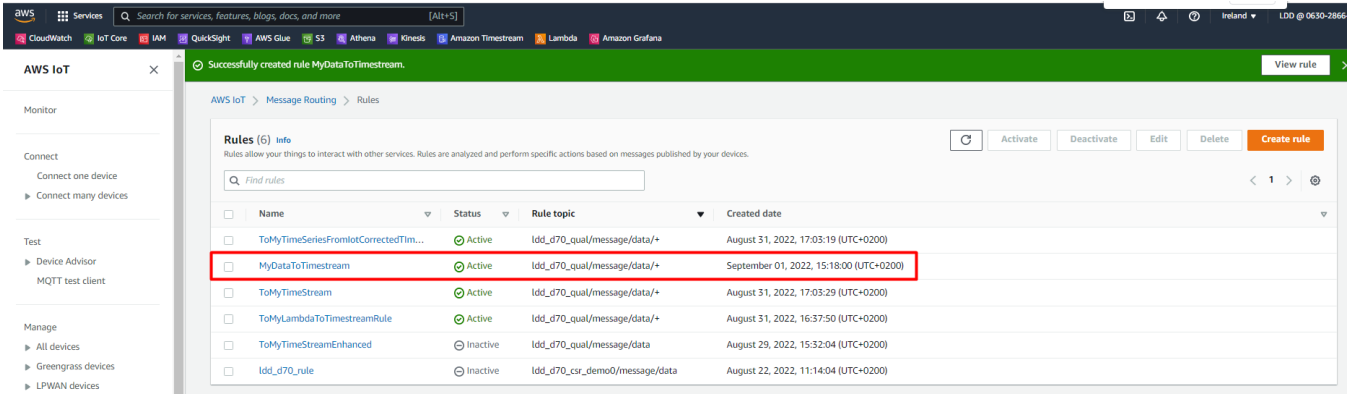 aws Services Search for services, features, blogs, docs, and more [Alt+S] Ireland ▼ LDD @ 0630-2866
CloudWatch IoT Core IAM QuickSight AWS Glue S3 Athena Kinesis Amazon Timestream Lambda Amazon Grafana
AWS IoT
Successfully created rule MyDataToTimestream. View rule
AWS IoT > Message Routing > Rules
Monitor
Rules (6) Info
Rules allow your things to interact with other services. Rules are analyzed and perform specific actions based on messages published by your devices.
Activate Deactivate Edit Delete Create rule
Connect
Connect one device
Connect many devices
Find rules
< 1 >
Name Status Rule topic Created date
Test
Device Advisor
MQTT test client
ToMyTimeSeriesFromIotCorrectedTIm... Active ldd_d70_qual/message/data/+ August 31, 2022, 17:03:19 (UTC+0200)
MyDataToTimestream Active ldd_d70_qual/message/data/+ September 01, 2022, 15:18:00 (UTC+0200)
ToMyTimeStream Active ldd_d70_qual/message/data/+ August 31, 2022, 17:03:29 (UTC+0200)
ToMyLambdaToTimestreamRule Active ldd_d70_qual/message/data/+ August 31, 2022, 16:37:50 (UTC+0200)
ToMyTimeStreamEnhanced Inactive ldd_d70_qual/message/data August 29, 2022, 15:32:04 (UTC+0200)
ldd_d70_rule Inactive ldd_d70_csr_demo0/message/data August 22, 2022, 11:14:04 (UTC+0200)
Manage
All devices
Greengrass devices
LPWAN devices